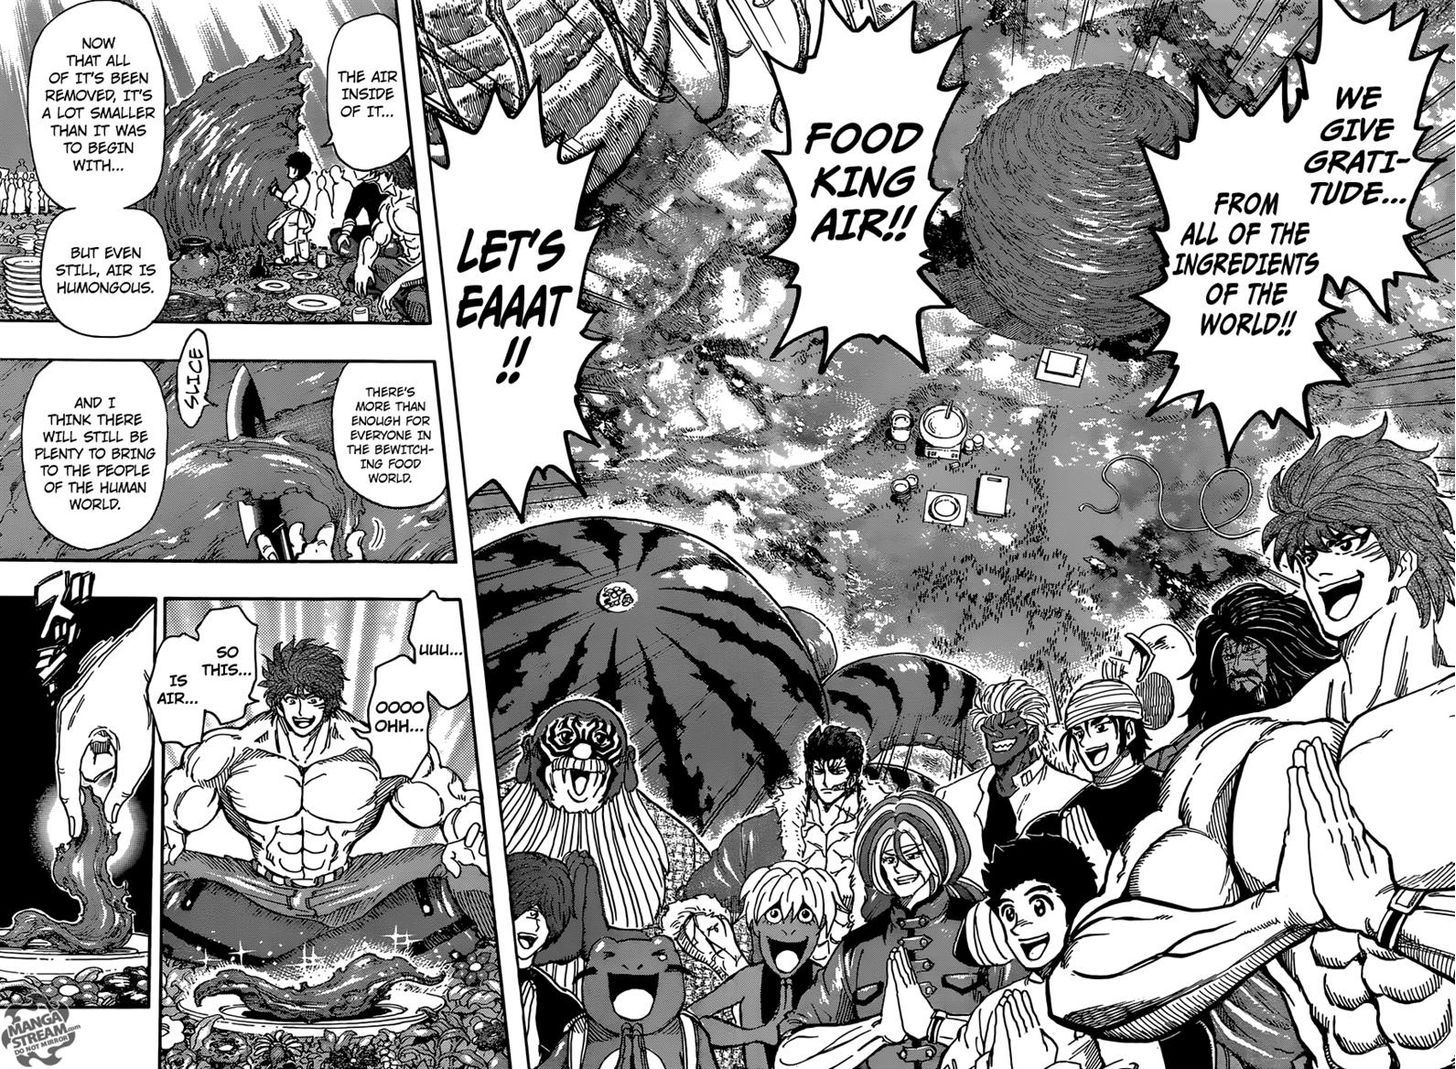 WE
GIVE
GRATI-
TUDE...
FROM
ALL OF THE
INGREDIENTS
OF THE
WORLD!!
FOOD
KING
AIR!!
LET'S
EAAAT
!!
THE AIR
INSIDE
OF IT...
NOW
THAT ALL
OF IT'S BEEN
REMOVED, IT'S
A LOT SMALLER
THAN IT WAS
TO BEGIN
WITH...
BUT EVEN
STILL, AIR IS
HUMONGOUS.
THERE'S
MORE THAN
ENOUGH FOR
EVERYONE IN
THE BEWITCH-
ING FOOD
WORLD.
SLICE
AND I
THINK THERE
WILL STILL BE
PLENTY TO BRING
TO THE PEOPLE
OF THE HUMAN
WORLD.
UUU...
OOOOO
OHH...
SO
THIS...
IS
AIR...
MANGA
STREAM.com
DO NOT MIRROR